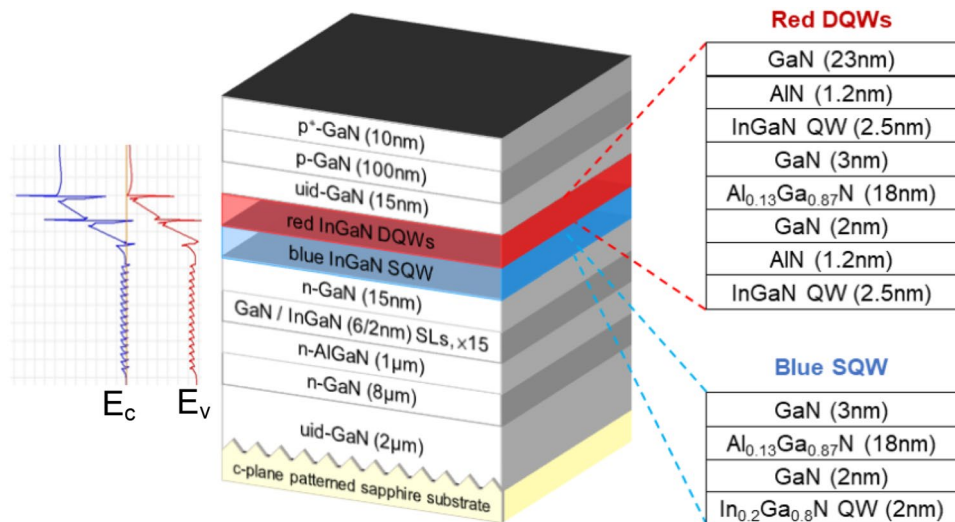 Red DQWs
GaN (23nm)
AlN (1.2nm)
InGaN QW (2.5nm)
GaN (3nm)
Al0.13Ga0.87N (18nm)
GaN (2nm)
AlN (1.2nm)
InGaN QW (2.5nm)
p+-GaN (10nm)
p-GaN (100nm)
uid-GaN (15nm)
red InGaN DQWs
blue InGaN SQW
n-GaN (15nm)
GaN / InGaN (6/2nm) SLs, x15
n-AlGaN (1μm)
n-GaN (8μm)
uid-GaN (2μm)
c-plane patterned sapphire substrate
Ec
Ev
Blue SQW
GaN (3nm)
Al0.13Ga0.87N (18nm)
GaN (2nm)
In0.2Ga0.8N QW (2nm)